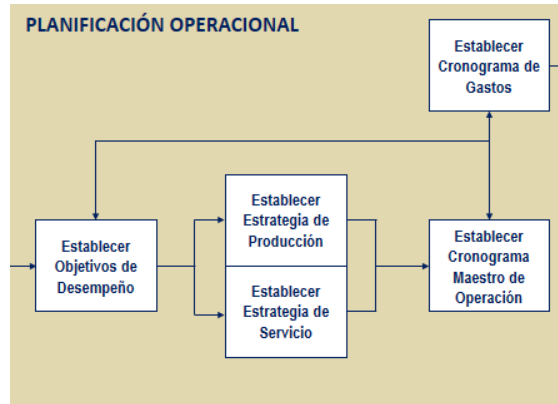 PLANIFICACIÓN OPERACIONAL
Establecer
Cronograma de
Gastos
Establecer
Objetivos de
Desempeño
Establecer
Estrategia de
Producción
Establecer
Estrategia de
Servicio
Establecer
Cronograma
Maestro de
Operación